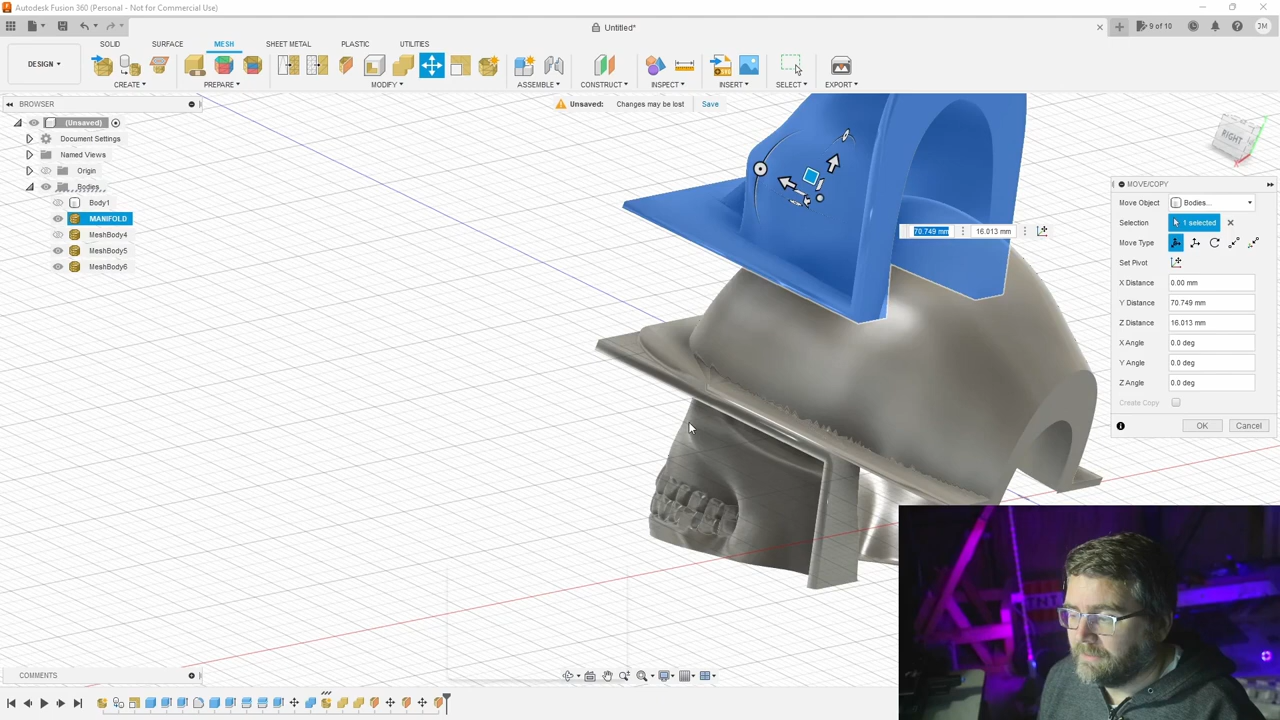 Autodesk Fusion 360 (Personal - Not for Commercial Use)
Untitled*
9 of 10
JM
DESIGN
SOLID SURFACE MESH SHEET METAL PLASTIC UTILITIES
CREATE PREPARE MODIFY ASSEMBLE CONSTRUCT INSPECT INSERT SELECT EXPORT
BROWSER
Unsaved: Changes may be lost Save
(Unsaved)
Document Settings
Named Views
Origin
Bodies
Body1
MANIFOLD
MeshBody4
MeshBody5
MeshBody6
RIGHT
70.749 mm 16.013 mm
MOVE/COPY
Move Object Bodies...
Selection 1 selected
Move Type
Set Pivot
X Distance 0.00 mm
Y Distance 70.749 mm
Z Distance 16.013 mm
X Angle 0.0 deg
Y Angle 0.0 deg
Z Angle 0.0 deg
Create Copy
OK Cancel
TNT
COMMENTS